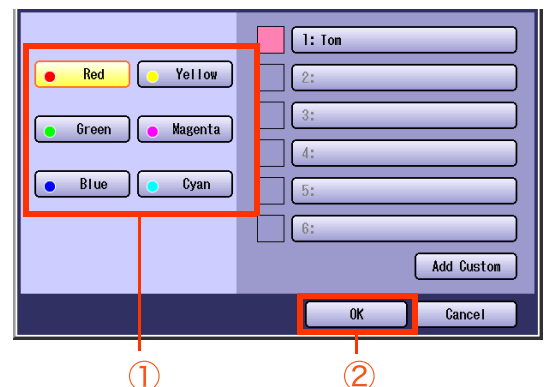 Red
Yellow
Green
Magenta
Blue
Cyan
1: Tom
2:
3:
4:
5:
6:
Add Custom
OK
Cancel
①
②